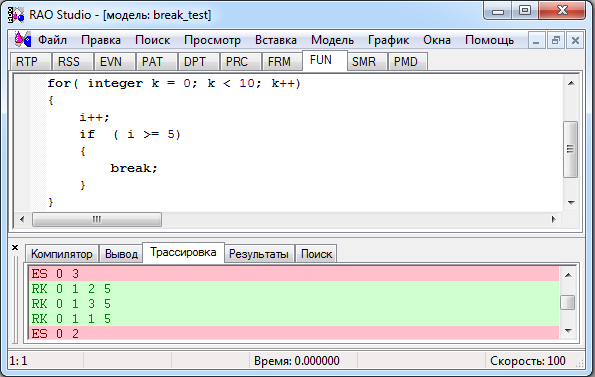 RAO Studio - [модель: break_test]
Файл Правка Поиск Просмотр Вставка Модель График Окна Помощь
RTP RSS EVN PAT DPT PRC FRM FUN SMR PMD
for( integer k = 0; k < 10; k++)
{
i++;
if ( i >= 5)
{
break;
}
}
Компилятор Вывод Трассировка Результаты Поиск
ES 0 3
RK 0 1 2 5
RK 0 1 3 5
RK 0 1 1 5
ES 0 2
1: 1 Время: 0.000000 Скорость: 100